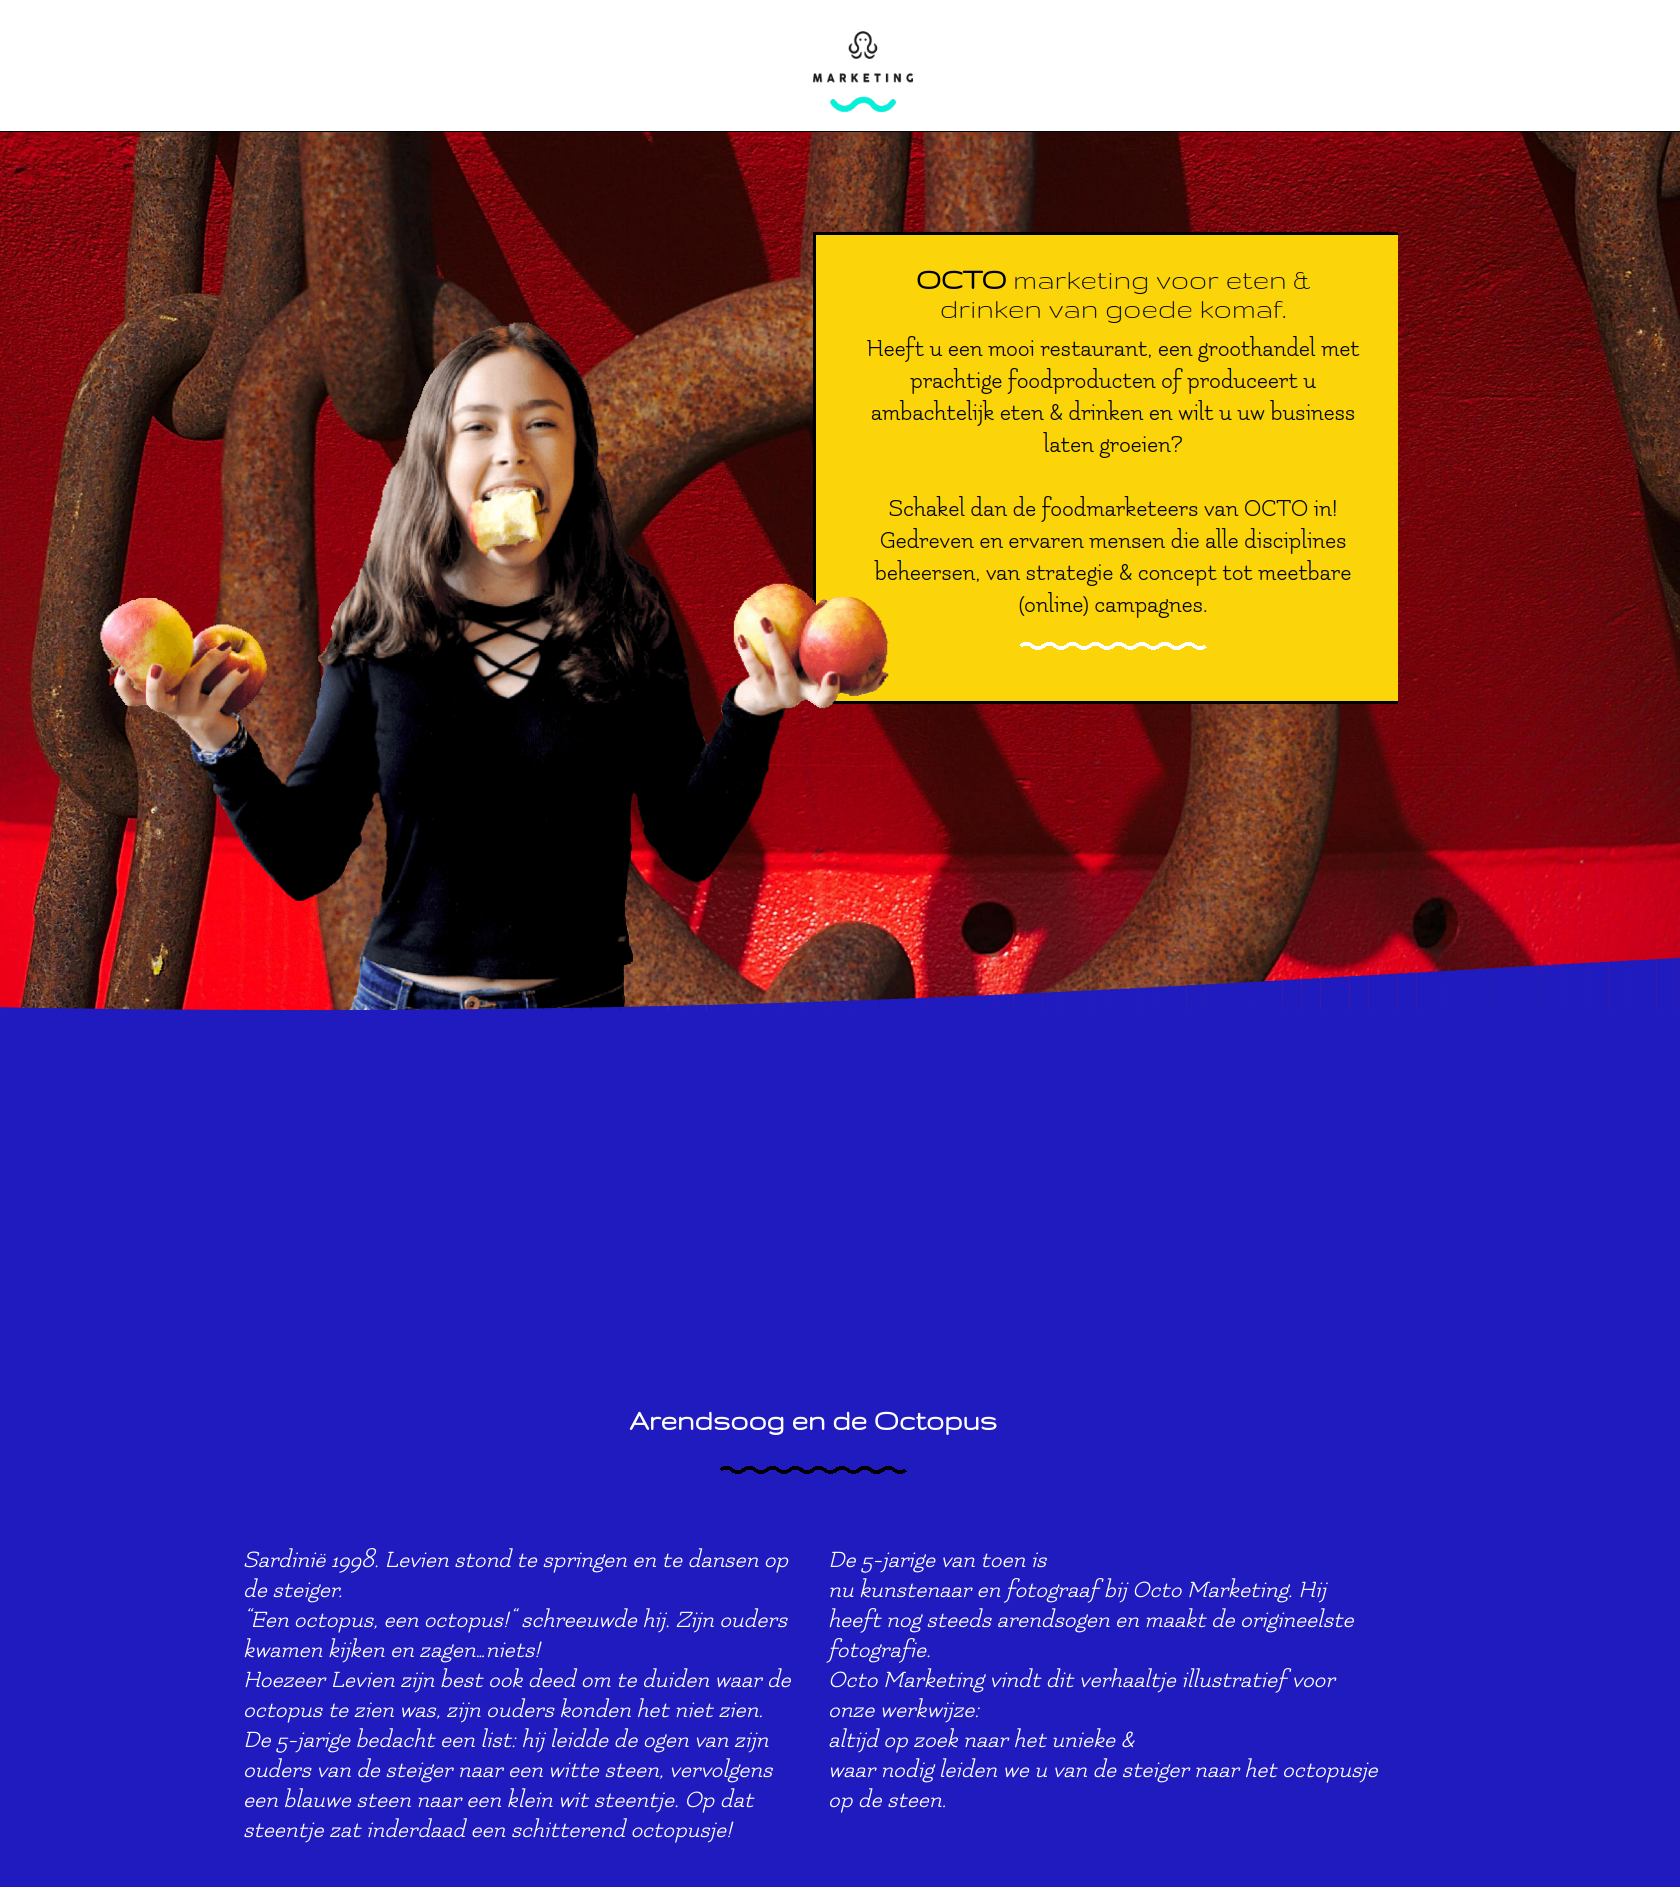 MARKETING
OCTO marketing voor eten &
drinken van goede komaf.
Heeft u een mooi restaurant, een groothandel met
prachtige foodproducten of produceert u
ambachtelijk eten & drinken en wilt u uw business
laten groeien?
Schakel dan de foodmarketeers van OCTO in!
Gedreven en ervaren mensen die alle disciplines
beheersen, van strategie & concept tot meetbare
(online) campagnes.
Arendsoog en de Octopus
Sardinië 1998. Levien stond te springen en te dansen op
de steiger.
“Een octopus, een octopus!“ schreeuwde hij. Zijn ouders
kwamen kijken en zagen…niets!
Hoezeer Levien zijn best ook deed om te duiden waar de
octopus te zien was, zijn ouders konden het niet zien.
De 5-jarige bedacht een list: hij leidde de ogen van zijn
ouders van de steiger naar een witte steen, vervolgens
een blauwe steen naar een klein wit steentje. Op dat
steentje zat inderdaad een schitterend octopusje!
De 5-jarige van toen is
nu kunstenaar en fotograaf bij Octo Marketing. Hij
heeft nog steeds arendsogen en maakt de origineelste
fotografie.
Octo Marketing vindt dit verhaaltje illustratief voor
onze werkwijze:
altijd op zoek naar het unieke &
waar nodig leiden we u van de steiger naar het octopusje
op de steen.